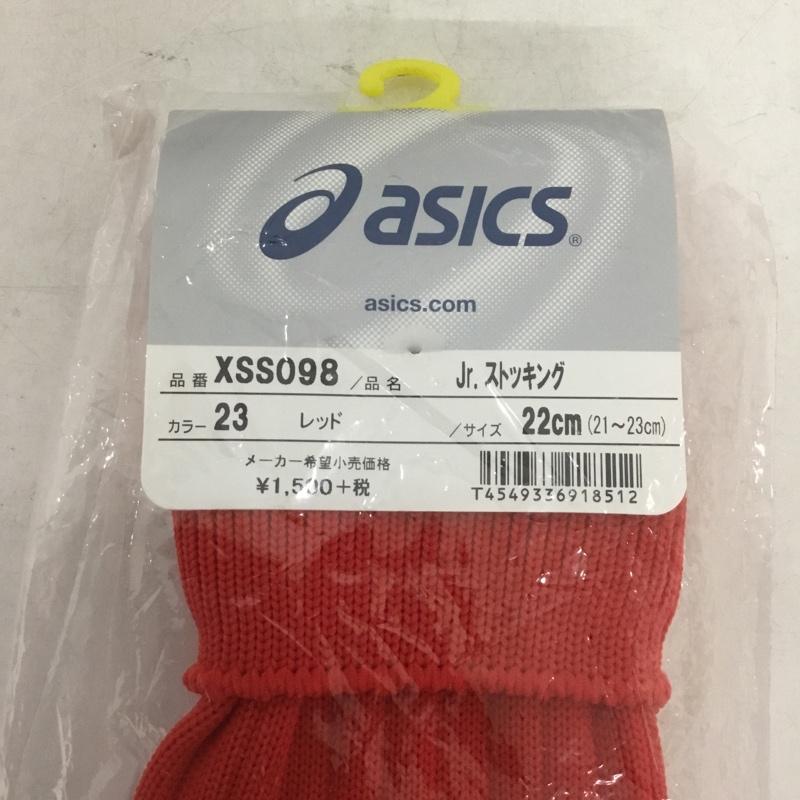 asics®
asics.com
品番 XSS098 /品名 Jr.ストッキング
カラー 23 レッド /サイズ 22cm (21~23cm)
メーカー希望小売価格
¥1,500+税
T4549336918512